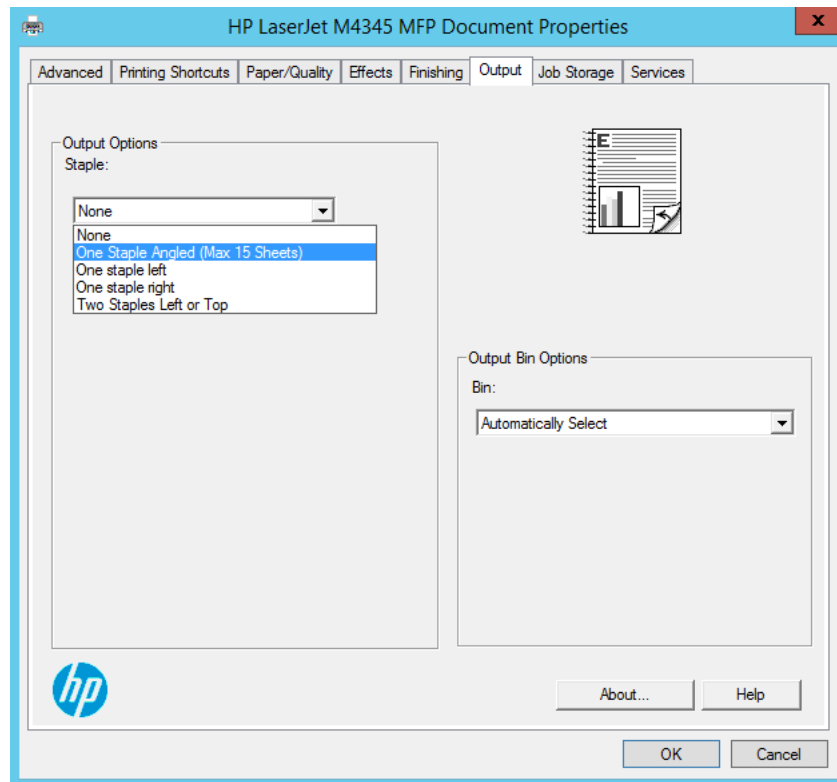 HP LaserJet M4345 MFP Document Properties
x
Advanced Printing Shortcuts Paper/Quality Effects Finishing Output Job Storage Services
Output Options
Staple:
None
None
One Staple Angled (Max 15 Sheets)
One staple left
One staple right
Two Staples Left or Top
E
Output Bin Options
Bin:
Automatically Select
hp
About... Help
OK Cancel